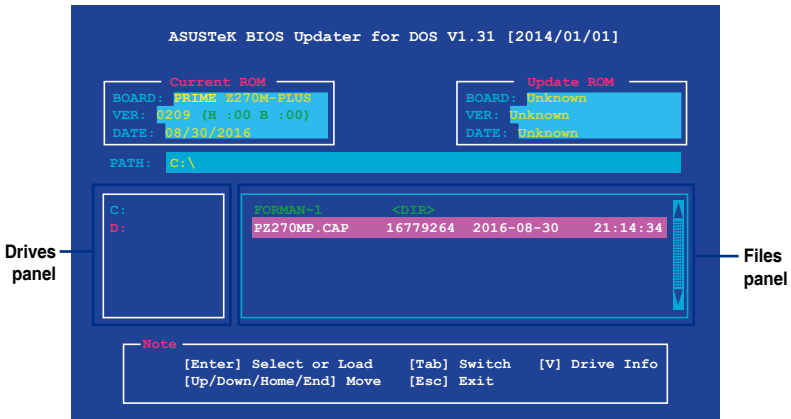 ASUSTeK BIOS Updater for DOS V1.31 [2014/01/01]
Current ROM
BOARD: PRIME Z270M-PLUS
VER: 0209 (H :00 B :00)
DATE: 08/30/2016
Update ROM
BOARD: Unknown
VER: Unknown
DATE: Unknown
PATH: C:\
Drives panel
C:
D:
FORMAN~1 <DIR>
PZ270MP.CAP 16779264 2016-08-30 21:14:34
Files panel
Note
[Enter] Select or Load [Tab] Switch [V] Drive Info
[Up/Down/Home/End] Move [Esc] Exit